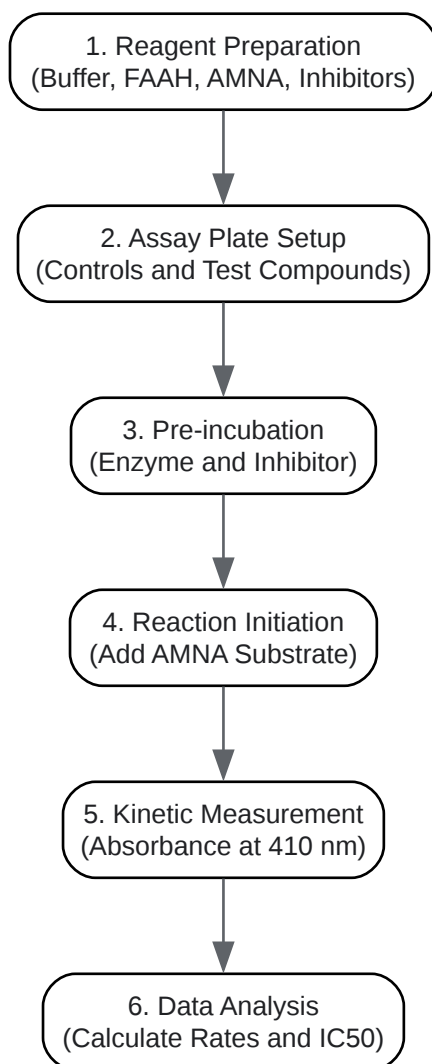 1. Reagent Preparation
(Buffer, FAAH, AMNA, Inhibitors)
2. Assay Plate Setup
(Controls and Test Compounds)
3. Pre-incubation
(Enzyme and Inhibitor)
4. Reaction Initiation
(Add AMNA Substrate)
5. Kinetic Measurement
(Absorbance at 410 nm)
6. Data Analysis
(Calculate Rates and IC50)